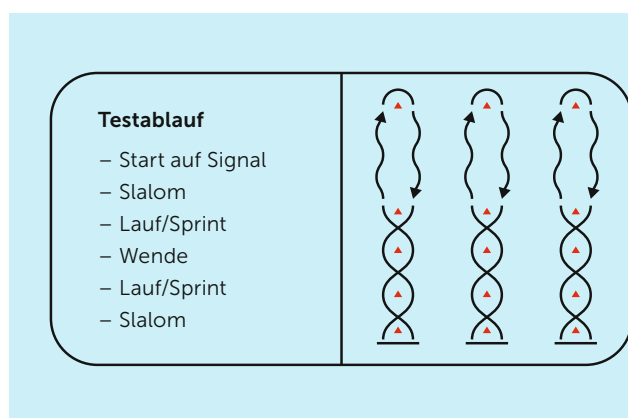 Testablauf
– Start auf Signal
– Slalom
– Lauf/Sprint
– Wende
– Lauf/Sprint
– Slalom